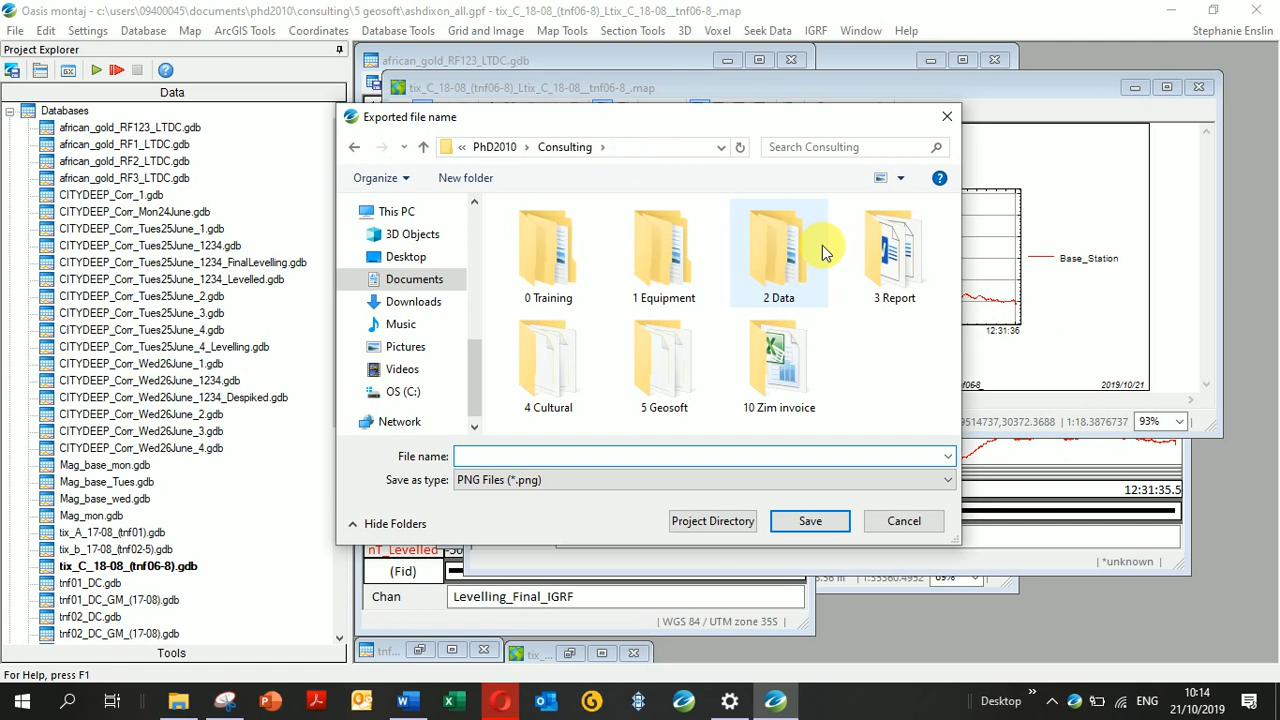 Oasis montaj - c:\users\09400045\documents\phd2010\consulting\5 geosoft\ashdixon_all.gpf - tix_C_18-08_(tnf06-8)_Ltix_C_18-08__tnf06-8_.map
File Edit Settings Database Map ArcGIS Tools Coordinates Database Tools Grid and Image Map Tools Section Tools 3D Voxel Seek Data IGRF Window Help Stephanie Enslin
Project Explorer
Data
Databases
african_gold_RF123_LTDC.gdb
african_gold_RF1_LTDC.gdb
african_gold_RF2_LTDC.gdb
african_gold_RF3_LTDC.gdb
CITYDEEP_Corr_1.gdb
CITYDEEP_Corr_Mon24June.gdb
CITYDEEP_Corr_Tues25June_1.gdb
CITYDEEP_Corr_Tues25June_1234.gdb
CITYDEEP_Corr_Tues25June_1234_FinalLevelling.gdb
CITYDEEP_Corr_Tues25June_1234_Levelled.gdb
CITYDEEP_Corr_Tues25June_2.gdb
CITYDEEP_Corr_Tues25June_3.gdb
CITYDEEP_Corr_Tues25June_4.gdb
CITYDEEP_Corr_Tues25June_4_Levelling.gdb
CITYDEEP_Corr_Wed26June_1.gdb
CITYDEEP_Corr_Wed26June_1234.gdb
CITYDEEP_Corr_Wed26June_1234_Despiked.gdb
CITYDEEP_Corr_Wed26June_2.gdb
CITYDEEP_Corr_Wed26June_3.gdb
CITYDEEP_Corr_Wed26June_4.gdb
Mag_base_mon.gdb
Mag_base_Tues.gdb
Mag_base_wed.gdb
Mag_mon.gdb
tix_A_17-08_(tnf01).gdb
tix_b_17-08_(tnf02-5).gdb
tix_C_18-08_(tnf06-8).gdb
tnf01_DC.gdb
tnf01_DC_GM_(17-08).gdb
tnf02_DC.gdb
tnf02_DC_GM_(17-08).gdb
Tools
african_gold_RF123_LTDC.gdb
tix_C_18-08_(tnf06-8)_Ltix_C_18-08__tnf06-8_.map
Exported file name
« PhD2010 Consulting
Search Consulting
Organize New folder
This PC
3D Objects
Desktop
Documents
Downloads
Music
Pictures
Videos
OS (C:)
Network
0 Training 1 Equipment 2 Data 3 Report
4 Cultural 5 Geosoft 10 Zim invoice
File name:
Save as type: PNG Files (*.png)
Hide Folders Project Directory Save Cancel
Base_Station
12:31:36
2019/10/21
9514737,30372.3688 1:18.3876737 93%
12:31:35.5
*unknown
nT_Levelled
(Fid)
Chan Levelling_Final_IGRF
WGS 84 / UTM zone 35S
tnf...
tix_...
For Help, press F1
Desktop ENG 10:14
21/10/2019